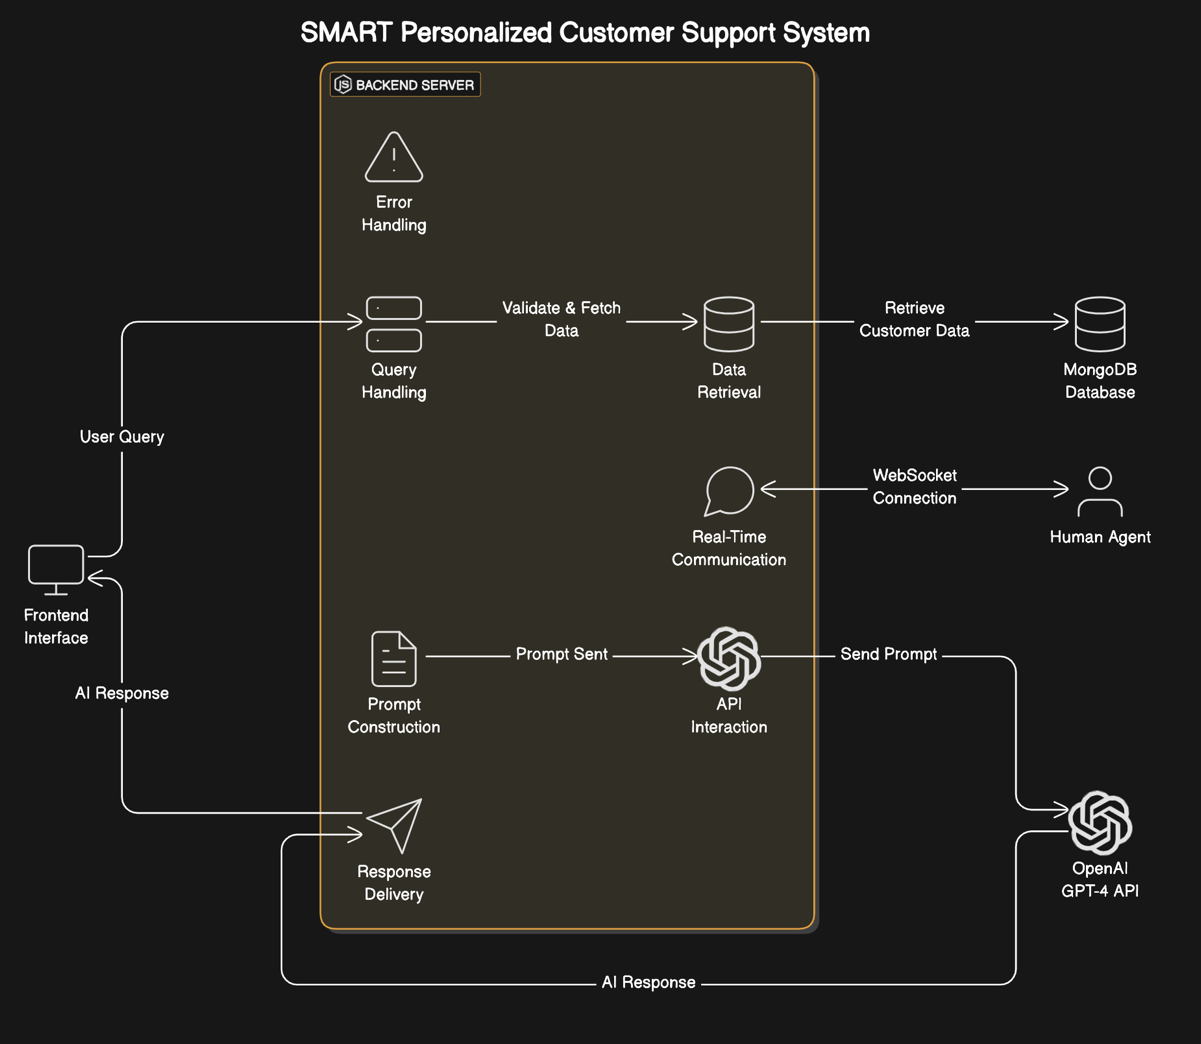 SMART Personalized Customer Support System
JS BACKEND SERVER
Error
Handling
Validate & Fetch
Data
Retrieve
Customer Data
Query
Handling
Data
Retrieval
MongoDB
Database
User Query
WebSocket
Connection
Real-Time
Communication
Human Agent
Frontend
Interface
Prompt Sent
Send Prompt
AI Response
Prompt
Construction
API
Interaction
Response
Delivery
OpenAI
GPT-4 API
AI Response